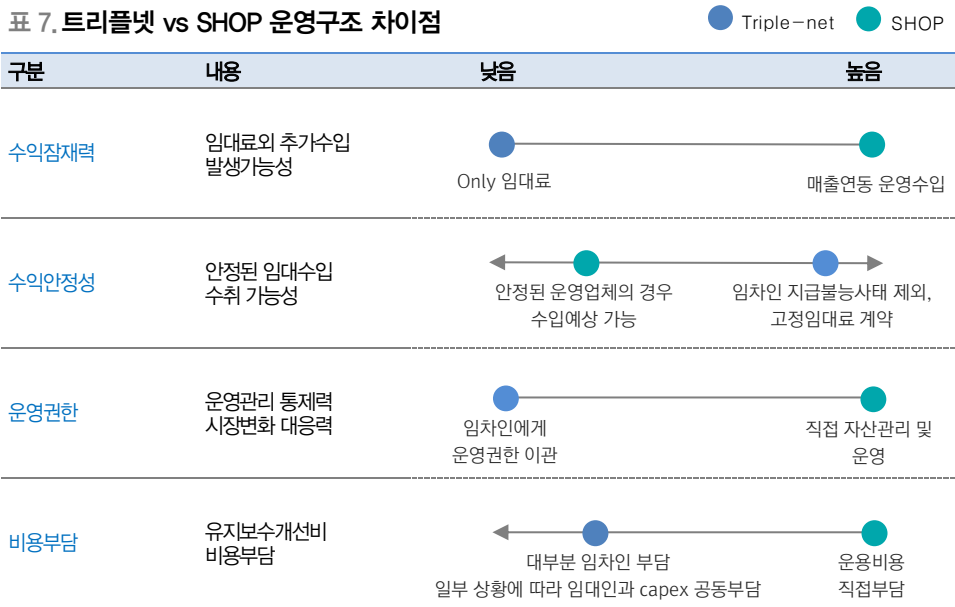 표 7. 트리플넷 vs SHOP 운영구조 차이점
Triple-net SHOP
구분 내용 낮음 높음
수익잠재력
임대료외 추가수입
발생가능성
Only 임대료
매출연동 운영수입
수익안정성
안정된 임대수입
수취 가능성
안정된 운영업체의 경우
수입예상 가능
임차인 지급불능사태 제외,
고정임대료 계약
운영권한
운영관리 통제력
시장변화 대응력
임차인에게
운영권한 이관
직접 자산관리 및
운영
비용부담
유지보수개선비
비용부담
대부분 임차인 부담
일부 상황에 따라 임대인과 capex 공동부담
운용비용
직접부담